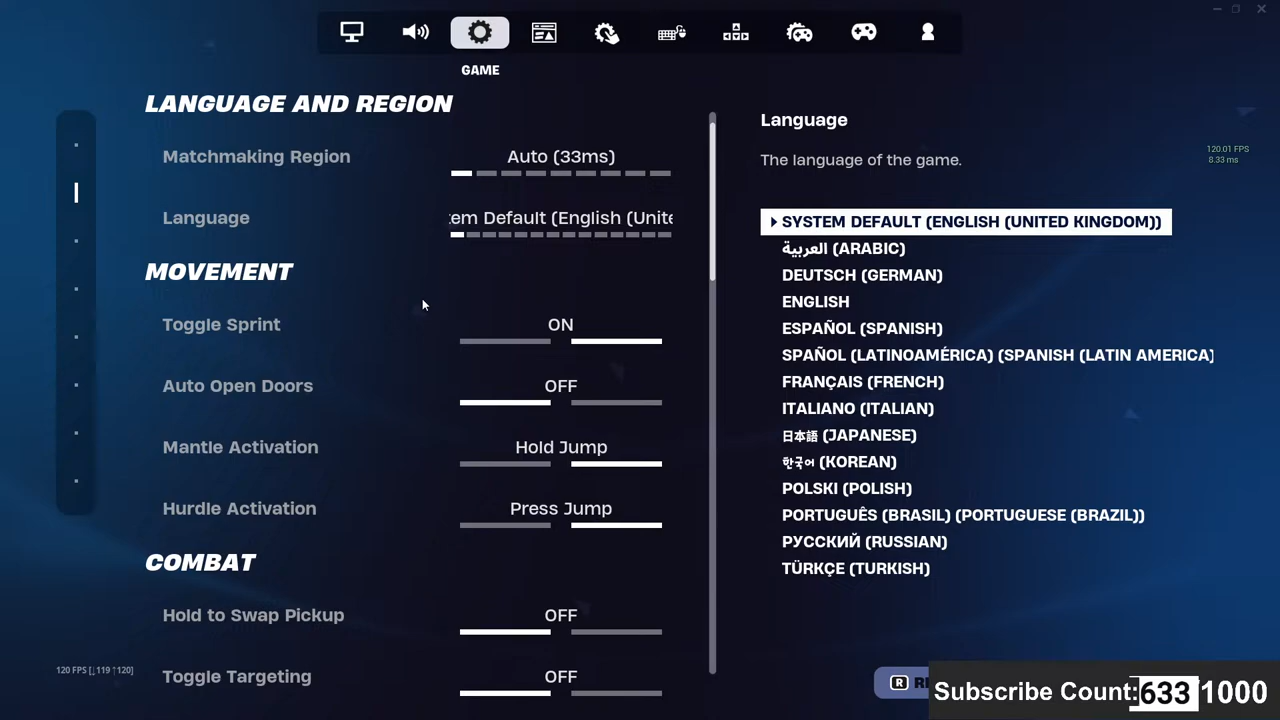 GAME
LANGUAGE AND REGION
Matchmaking Region
Auto (33ms)
Language
em Default (English (Unite
MOVEMENT
Toggle Sprint
ON
Auto Open Doors
OFF
Mantle Activation
Hold Jump
Hurdle Activation
Press Jump
COMBAT
Hold to Swap Pickup
OFF
Toggle Targeting
OFF
Language
The language of the game.
120.01 FPS
8.33 ms
SYSTEM DEFAULT (ENGLISH (UNITED KINGDOM))
العربية (ARABIC)
DEUTSCH (GERMAN)
ENGLISH
ESPAÑOL (SPANISH)
SPAÑOL (LATINOAMÉRICA) (SPANISH (LATIN AMERICA)
FRANÇAIS (FRENCH)
ITALIANO (ITALIAN)
日本語 (JAPANESE)
한국어 (KOREAN)
POLSKI (POLISH)
PORTUGUÊS (BRASIL) (PORTUGUESE (BRAZIL))
РУССКИЙ (RUSSIAN)
TÜRKÇE (TURKISH)
120 FPS [↓119 ↑120]
R
Subscribe Count: 633/1000